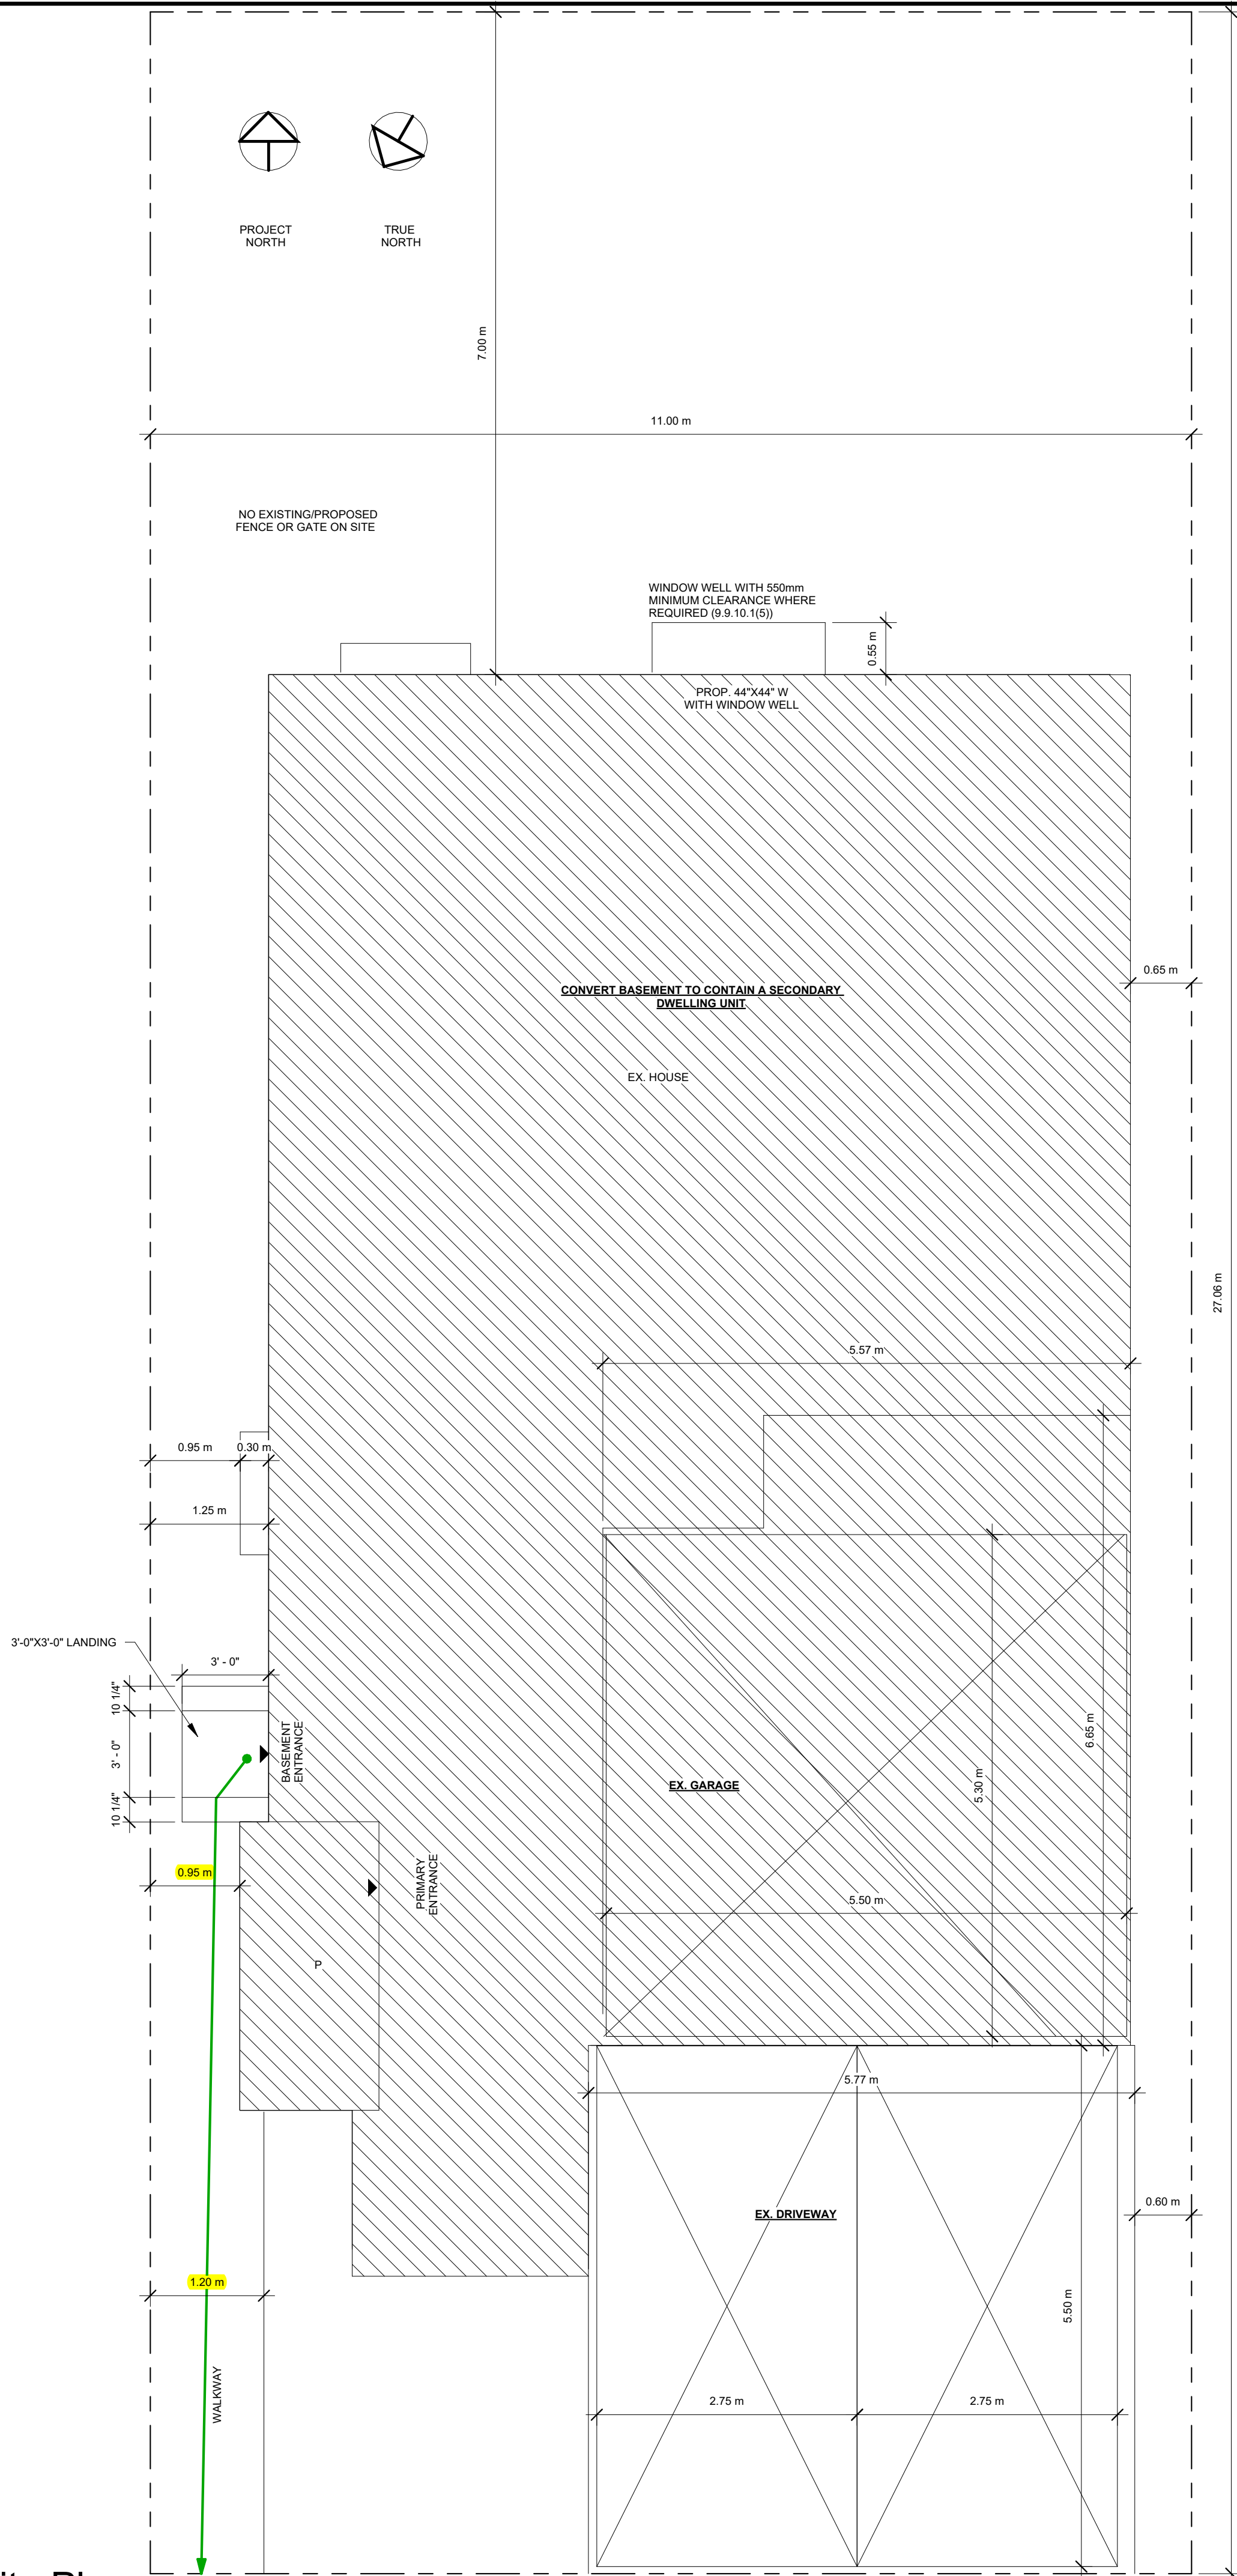 PROJECT
NORTH
TRUE
NORTH
7.00 m
11.00 m
NO EXISTING/PROPOSED
FENCE OR GATE ON SITE
WINDOW WELL WITH 550mm
MINIMUM CLEARANCE WHERE
REQUIRED (9.9.10.1(5))
0.55 m
PROP. 44"X44" W
WITH WINDOW WELL
0.65 m
CONVERT BASEMENT TO CONTAIN A SECONDARY
DWELLING UNIT
EX. HOUSE
27.06 m
5.57 m
0.95 m
0.30 m
1.25 m
3'-0"X3'-0" LANDING
3' - 0"
10 1/4"
3' - 0"
10 1/4"
BASEMENT
ENTRANCE
6.65 m
5.30 m
EX. GARAGE
0.95 m
PRIMARY
ENTRANCE
5.50 m
P
5.77 m
EX. DRIVEWAY
0.60 m
1.20 m
5.50 m
WALKWAY
2.75 m
2.75 m